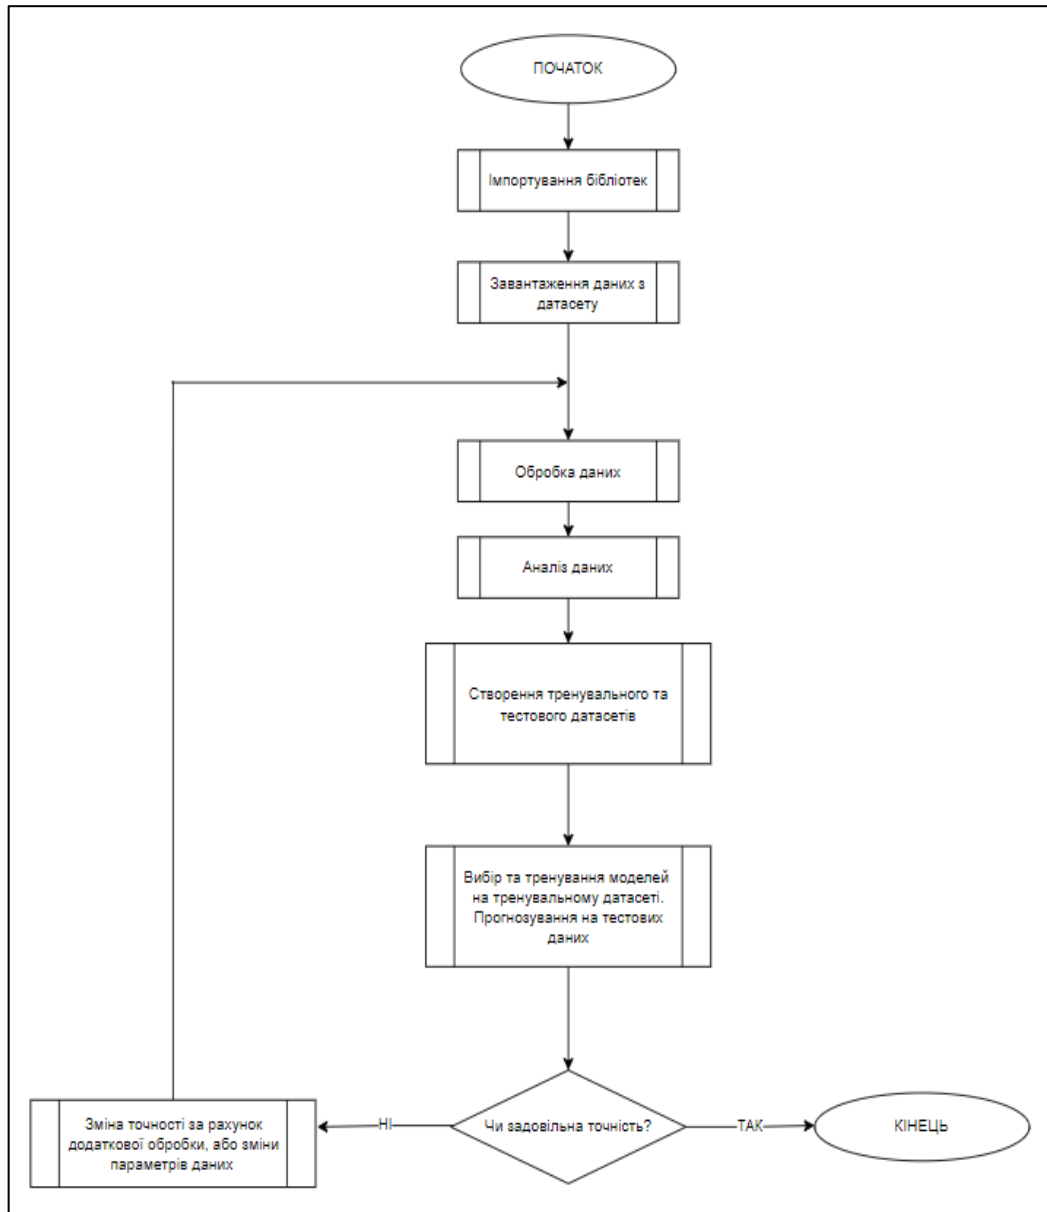 ПОЧАТОК
Імпортування бібліотек
Завантаження даних з
датасету
Обробка даних
Аналіз даних
Створення тренувального та
тестового датасетів
Вибір та тренування моделей
на тренувальному датасеті.
Прогнозування на тестових
даних
Чи задовільна точність?
НІ
ТАК
Зміна точності за рахунок
додаткової обробки, або зміни
параметрів даних
КІНЕЦЬ